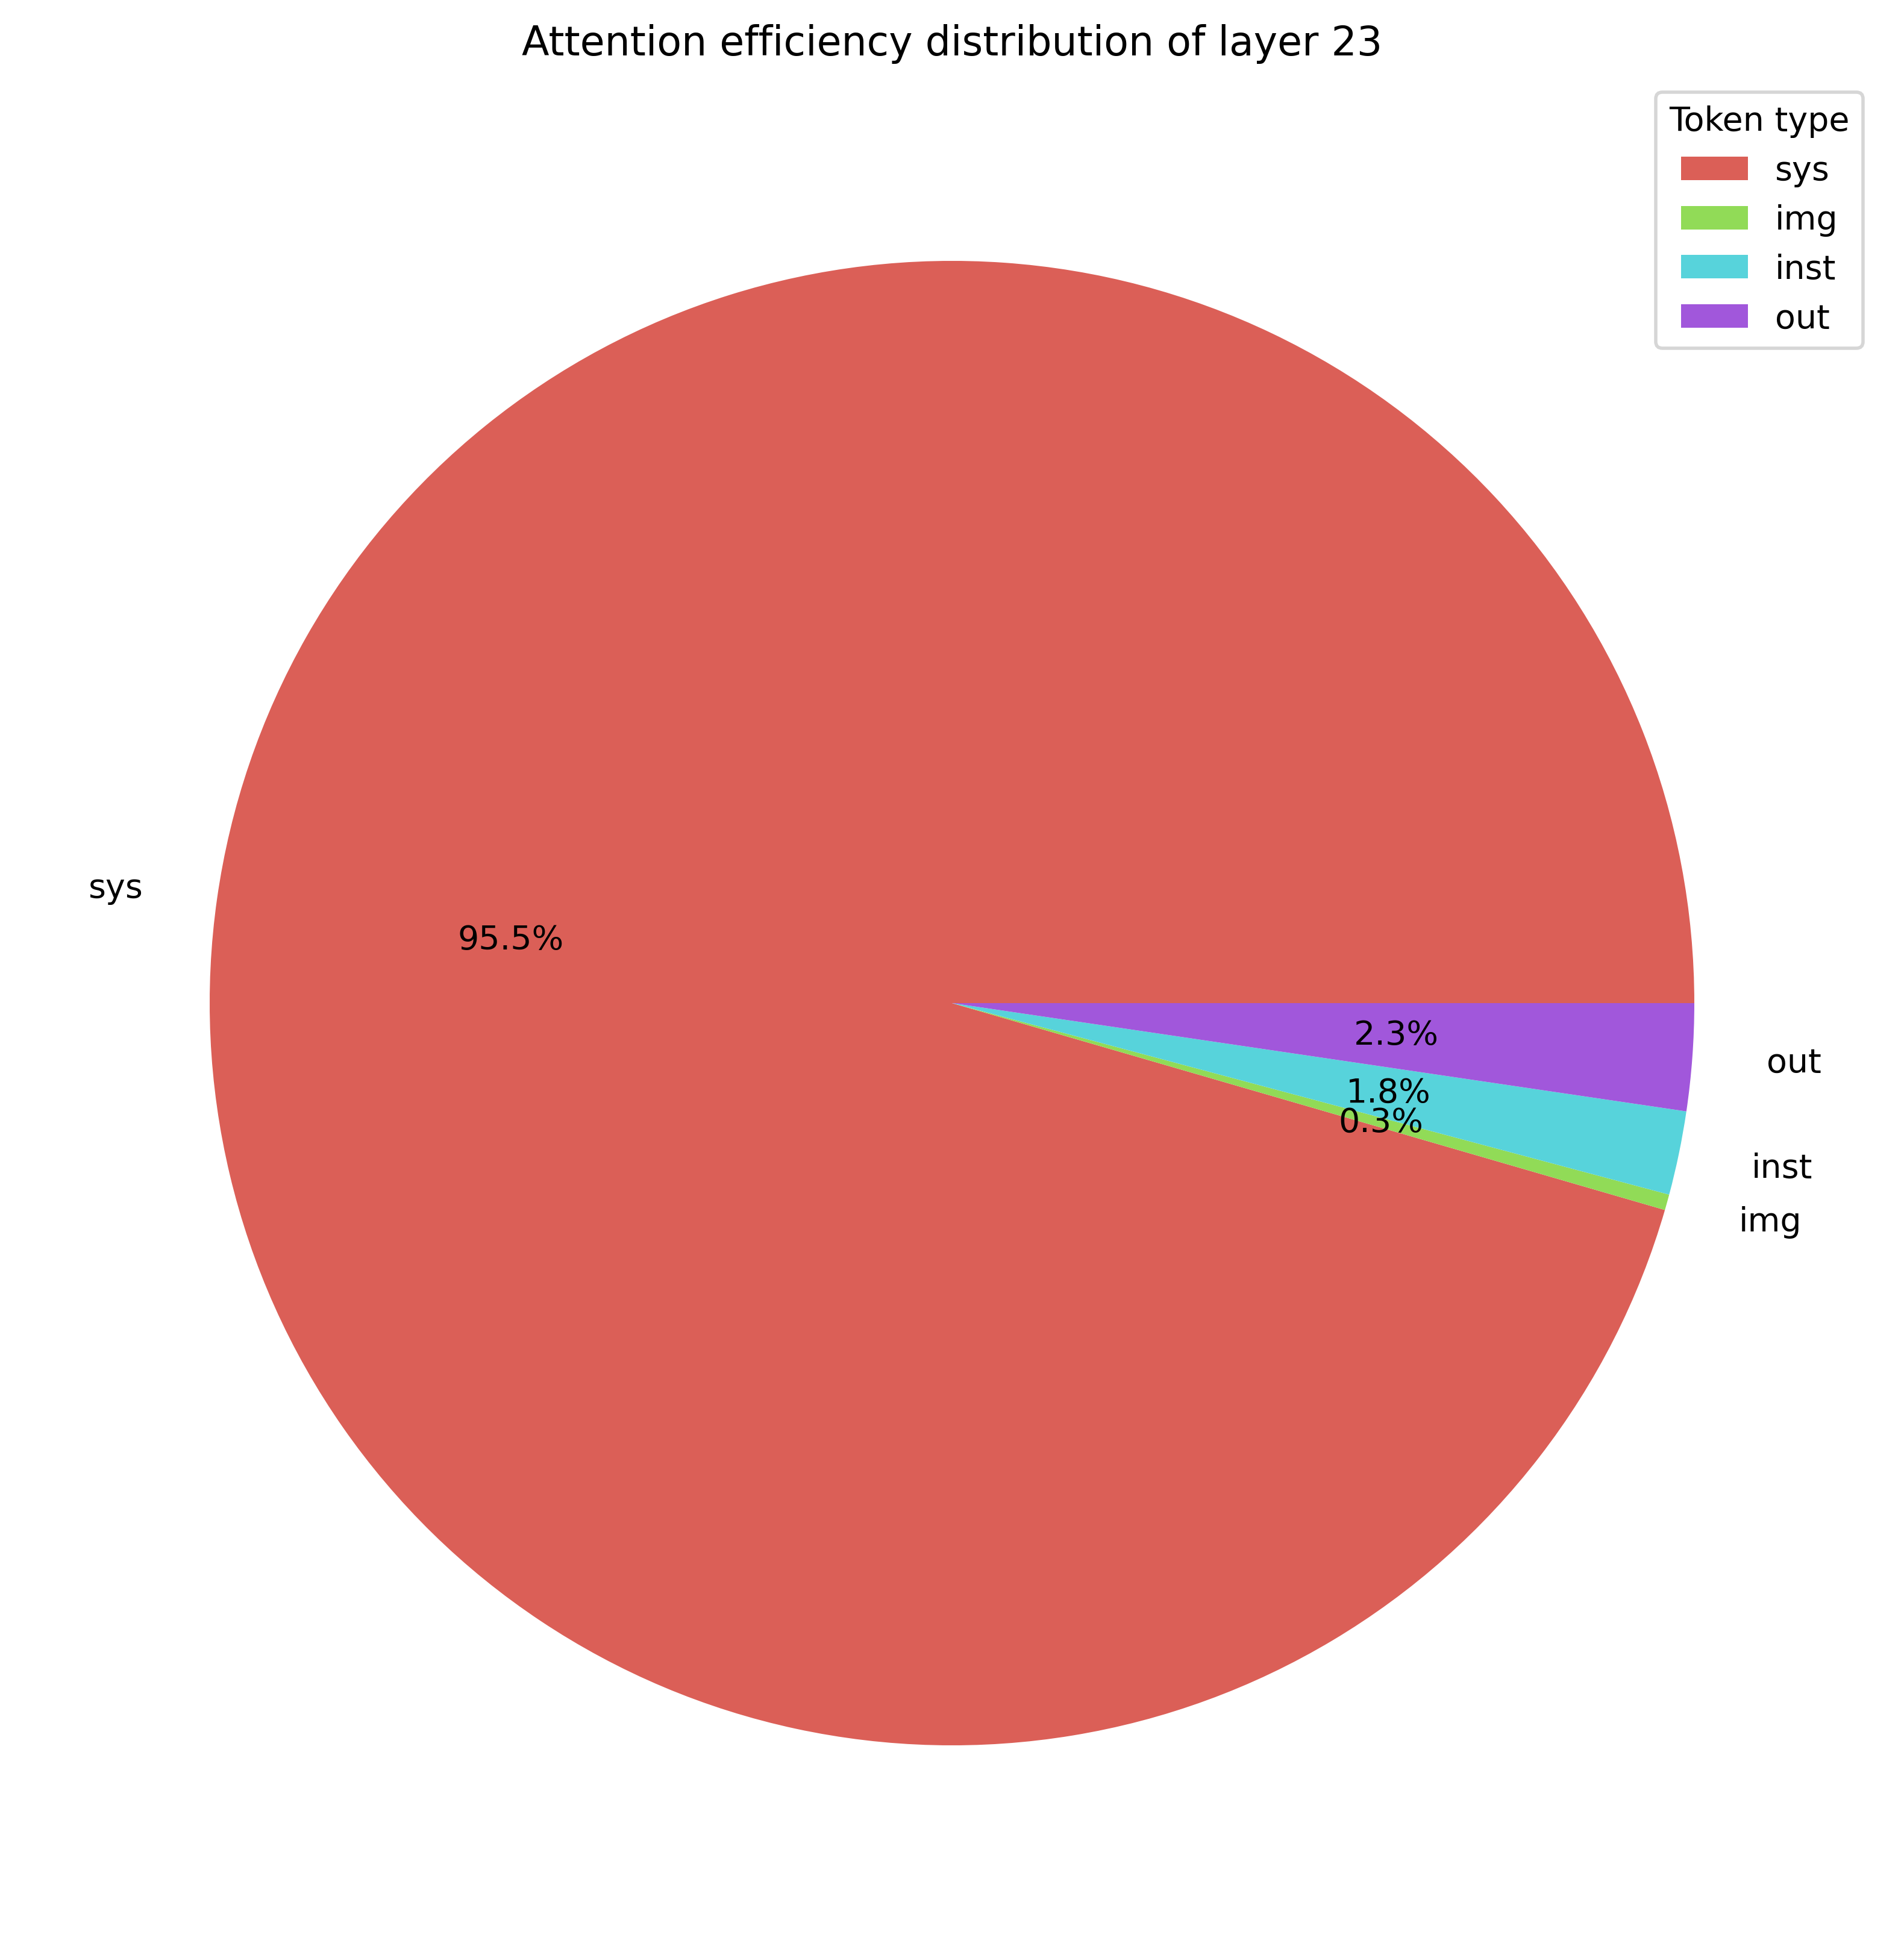 Attention efficiency distribution of layer 23
Token type
sys
img
inst
out
sys
95.5%
2.3%
out
1.8%
0.3%
inst
img